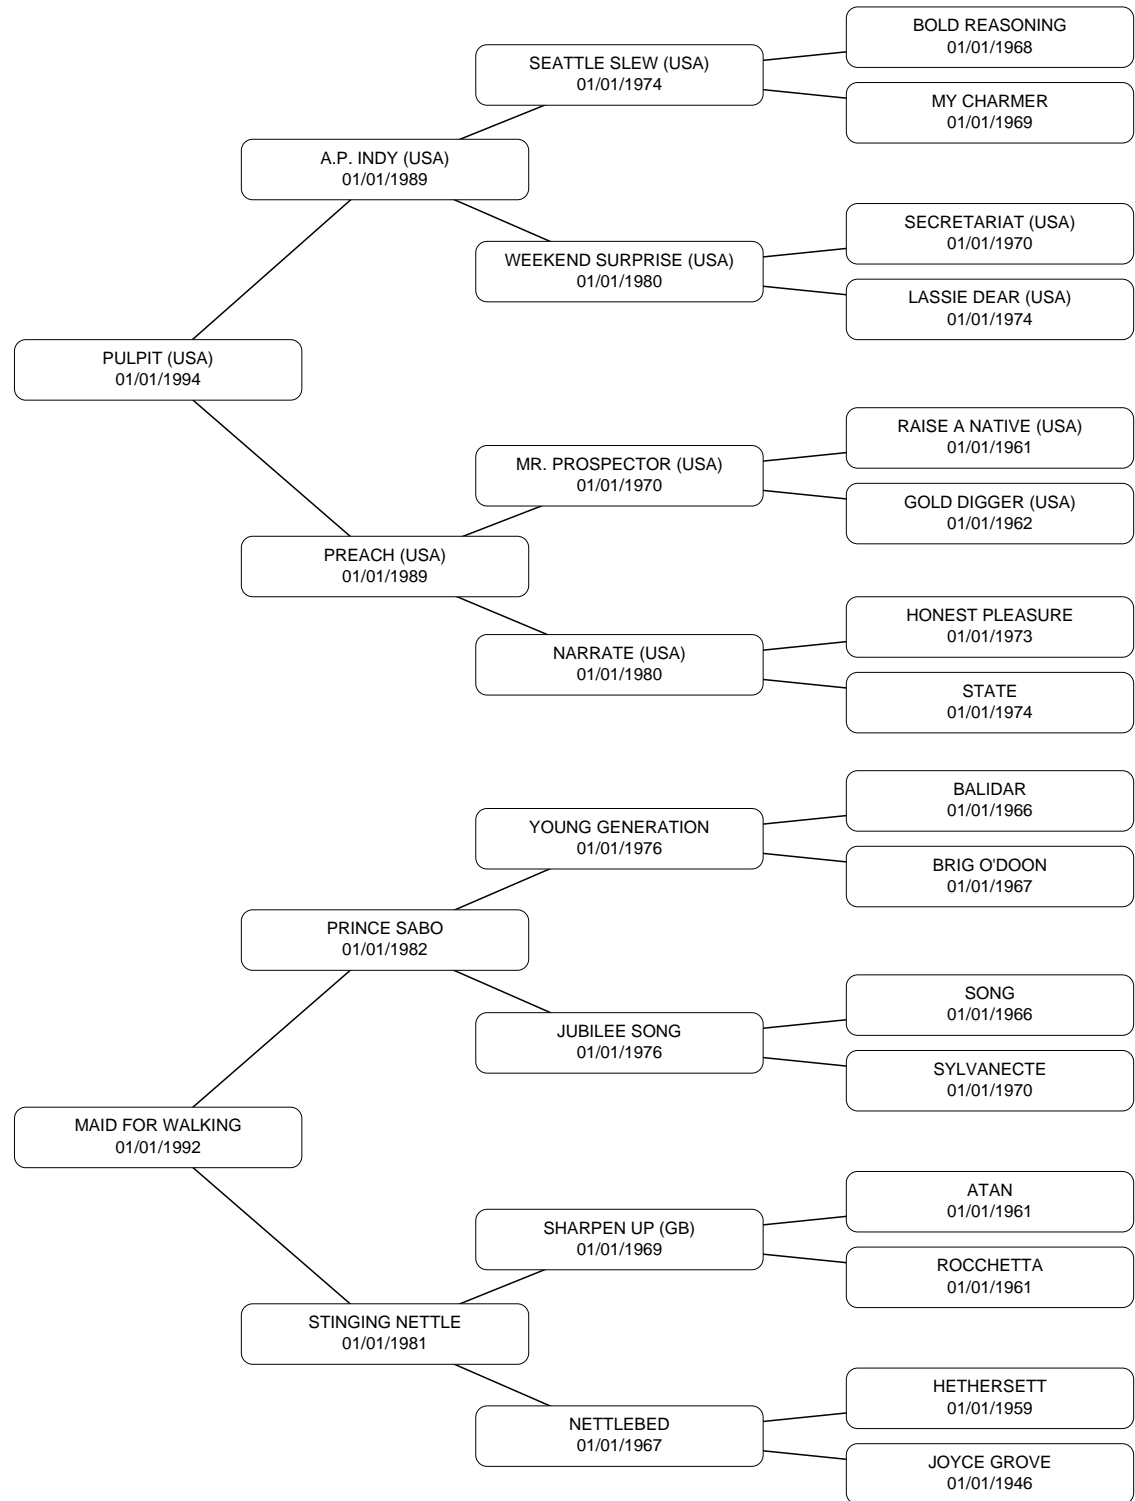 BOLD REASONING
01/01/1968
SEATTLE SLEW (USA)
01/01/1974
MY CHARMER
01/01/1969
A.P. INDY (USA)
01/01/1989
SECRETARIAT (USA)
01/01/1970
WEEKEND SURPRISE (USA)
01/01/1980
LASSIE DEAR (USA)
01/01/1974
PULPIT (USA)
01/01/1994
RAISE A NATIVE (USA)
01/01/1961
MR. PROSPECTOR (USA)
01/01/1970
GOLD DIGGER (USA)
01/01/1962
PREACH (USA)
01/01/1989
HONEST PLEASURE
01/01/1973
NARRATE (USA)
01/01/1980
STATE
01/01/1974
BALIDAR
01/01/1966
YOUNG GENERATION
01/01/1976
BRIG O'DOON
01/01/1967
PRINCE SABO
01/01/1982
SONG
01/01/1966
JUBILEE SONG
01/01/1976
SYLVANECTE
01/01/1970
MAID FOR WALKING
01/01/1992
ATAN
01/01/1961
SHARPEN UP (GB)
01/01/1969
ROCCHETTA
01/01/1961
STINGING NETTLE
01/01/1981
HETHERSETT
01/01/1959
NETTLEBED
01/01/1967
JOYCE GROVE
01/01/1946